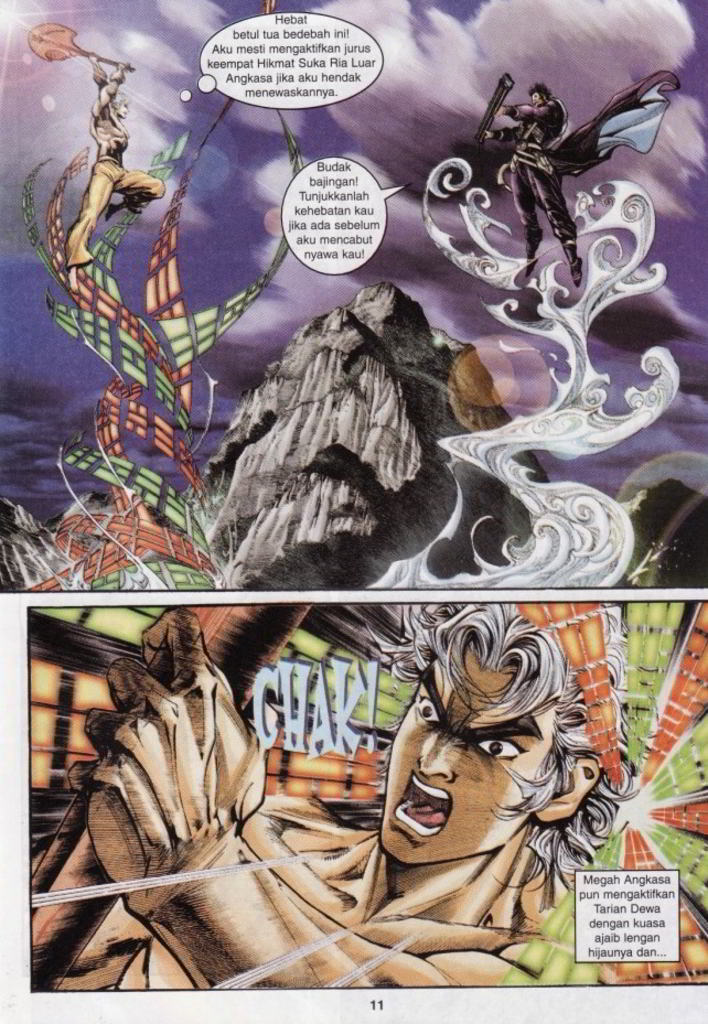 Hebat
betul tua bedebah ini!
Aku mesti mengaktifkan jurus
keempat Hikmat Suka Ria Luar
Angkasa jika aku hendak
menewaskannya.
Budak
bajingan!
Tunjukkanlah
kehebatan kau
jika ada sebelum
aku mencabut
nyawa kau!
CHAK!
Megah Angkasa
pun mengaktifkan
Tarian Dewa
dengan kuasa
ajaib lengan
hijaunya dan...
11